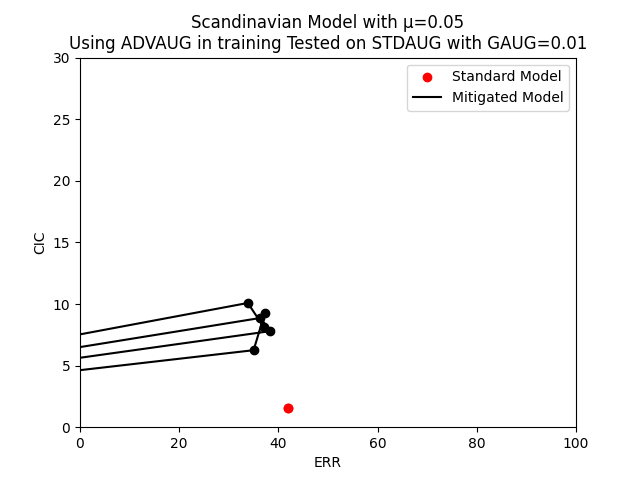 Scandinavian Model with μ=0.05
Using ADVAUG in training Tested on STDAUG with GAUG=0.01
Standard Model
Mitigated Model
30
25
20
15
10
5
0
CIC
0 20 40 60 80 100
ERR